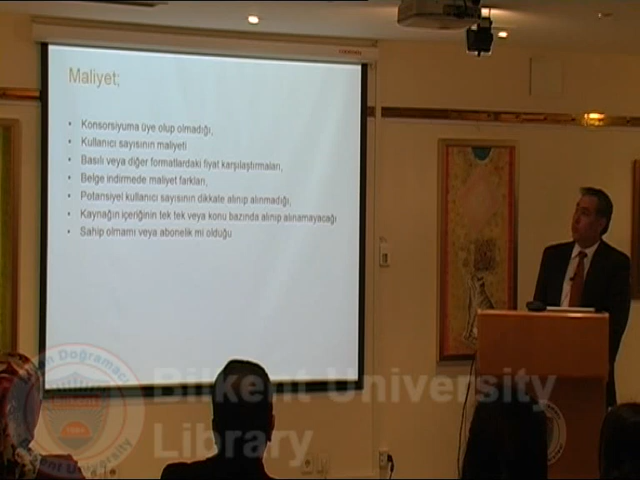 Maliyet;
Konsorsiyuma üye olup olmadığı,
Kullanıcı sayısının maliyeti
Basılı veya diğer formatlardaki fiyat karşılaştırmaları,
Belge indirmede maliyet farkları,
Potansiyel kullanıcı sayısının dikkate alınıp alınmadığı,
Kaynağın içeriğinin tek tek veya konu bazında alınıp alınamayacağı
Sahip olmamı veya abonelik mi olduğu
Bilkent University
Library